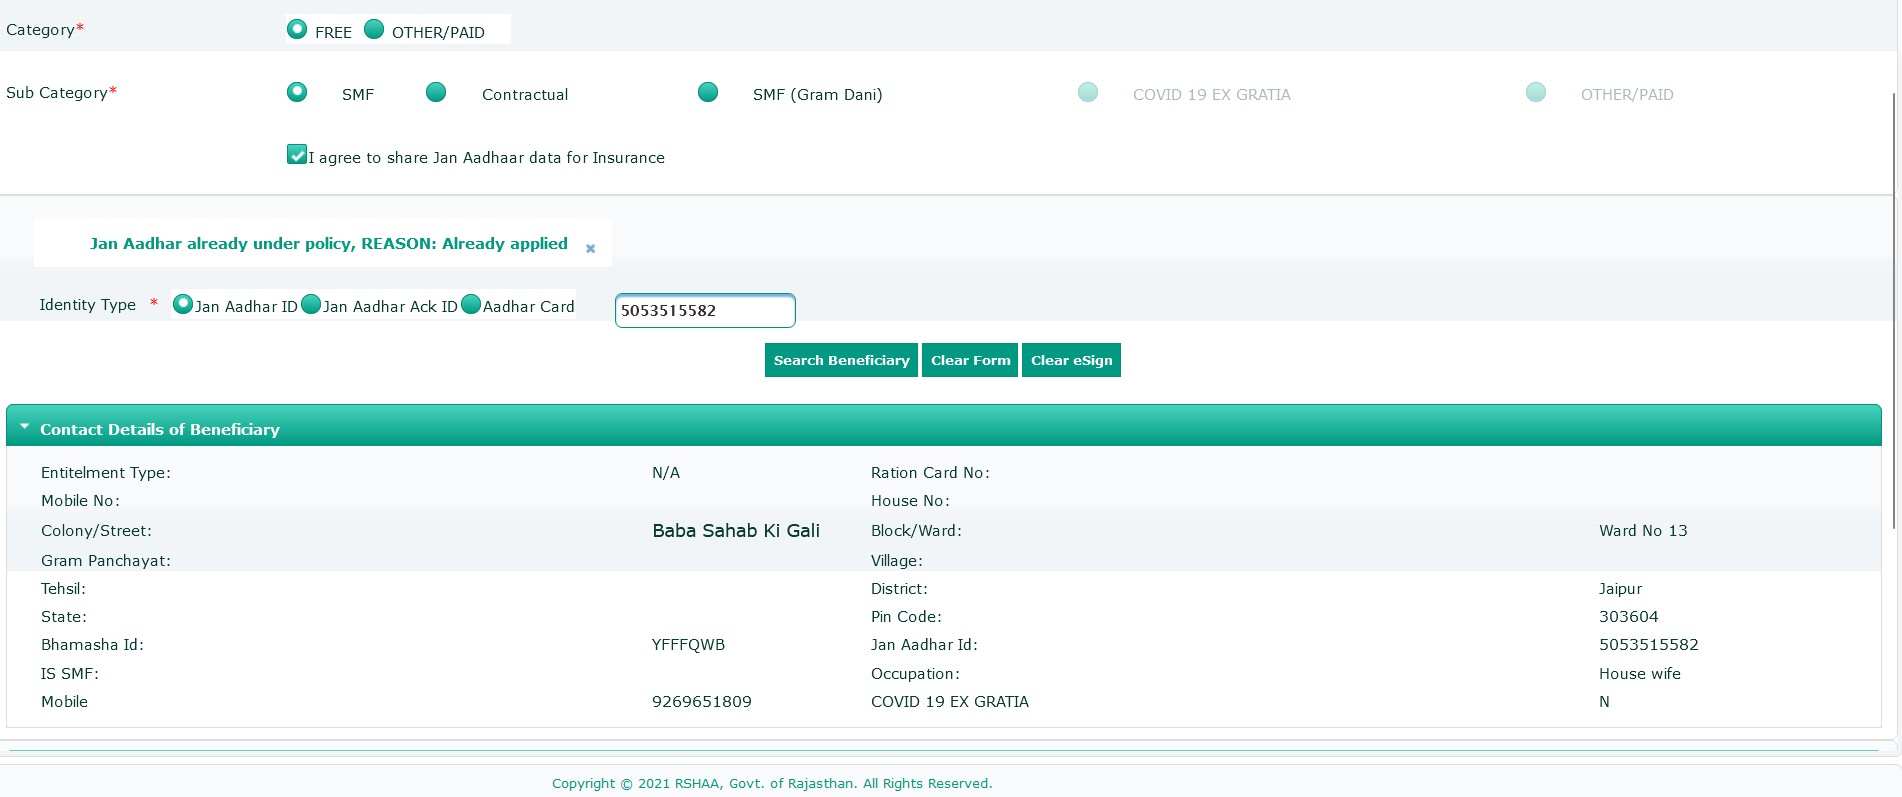 Category* FREE OTHER/PAID
Sub Category* SMF Contractual SMF (Gram Dani) COVID 19 EX GRATIA OTHER/PAID
I agree to share Jan Aadhaar data for Insurance
Jan Aadhar already under policy, REASON: Already applied
Identity Type * Jan Aadhar ID Jan Aadhar Ack ID Aadhar Card 5053515582
Search Beneficiary Clear Form Clear eSign
Contact Details of Beneficiary
Entitelment Type: N/A Ration Card No:
Mobile No: House No:
Colony/Street: Baba Sahab Ki Gali Block/Ward: Ward No 13
Gram Panchayat: Village:
Tehsil: District: Jaipur
State: Pin Code: 303604
Bhamasha Id: YFFFQWB Jan Aadhar Id: 5053515582
IS SMF: Occupation: House wife
Mobile 9269651809 COVID 19 EX GRATIA N
Copyright © 2021 RSHAA, Govt. of Rajasthan. All Rights Reserved.